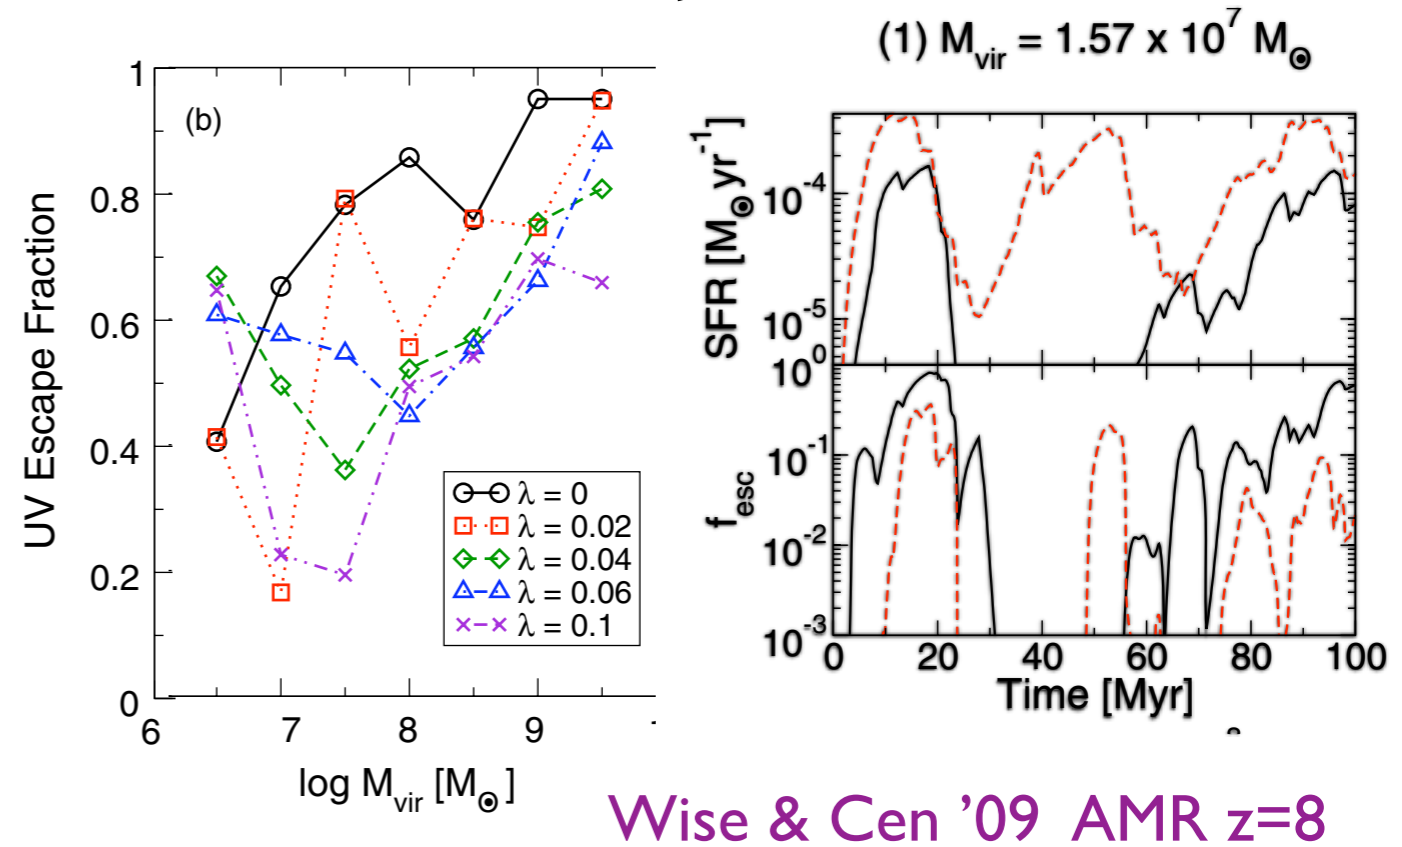 (1) M_vir = 1.57 x 10^7 M_⊙
(b)
1
0.8
0.6
0.4
0.2
0
UV Escape Fraction
6 7 8 9
log M_vir [M_⊙]
λ = 0
λ = 0.02
λ = 0.04
λ = 0.06
λ = 0.1
SFR [M_⊙yr^-1]
10^-4
10^-5
10^0
f_esc
10^-1
10^-2
10^-3
0 20 40 60 80 100
Time [Myr]
Wise & Cen ’09 AMR z=8